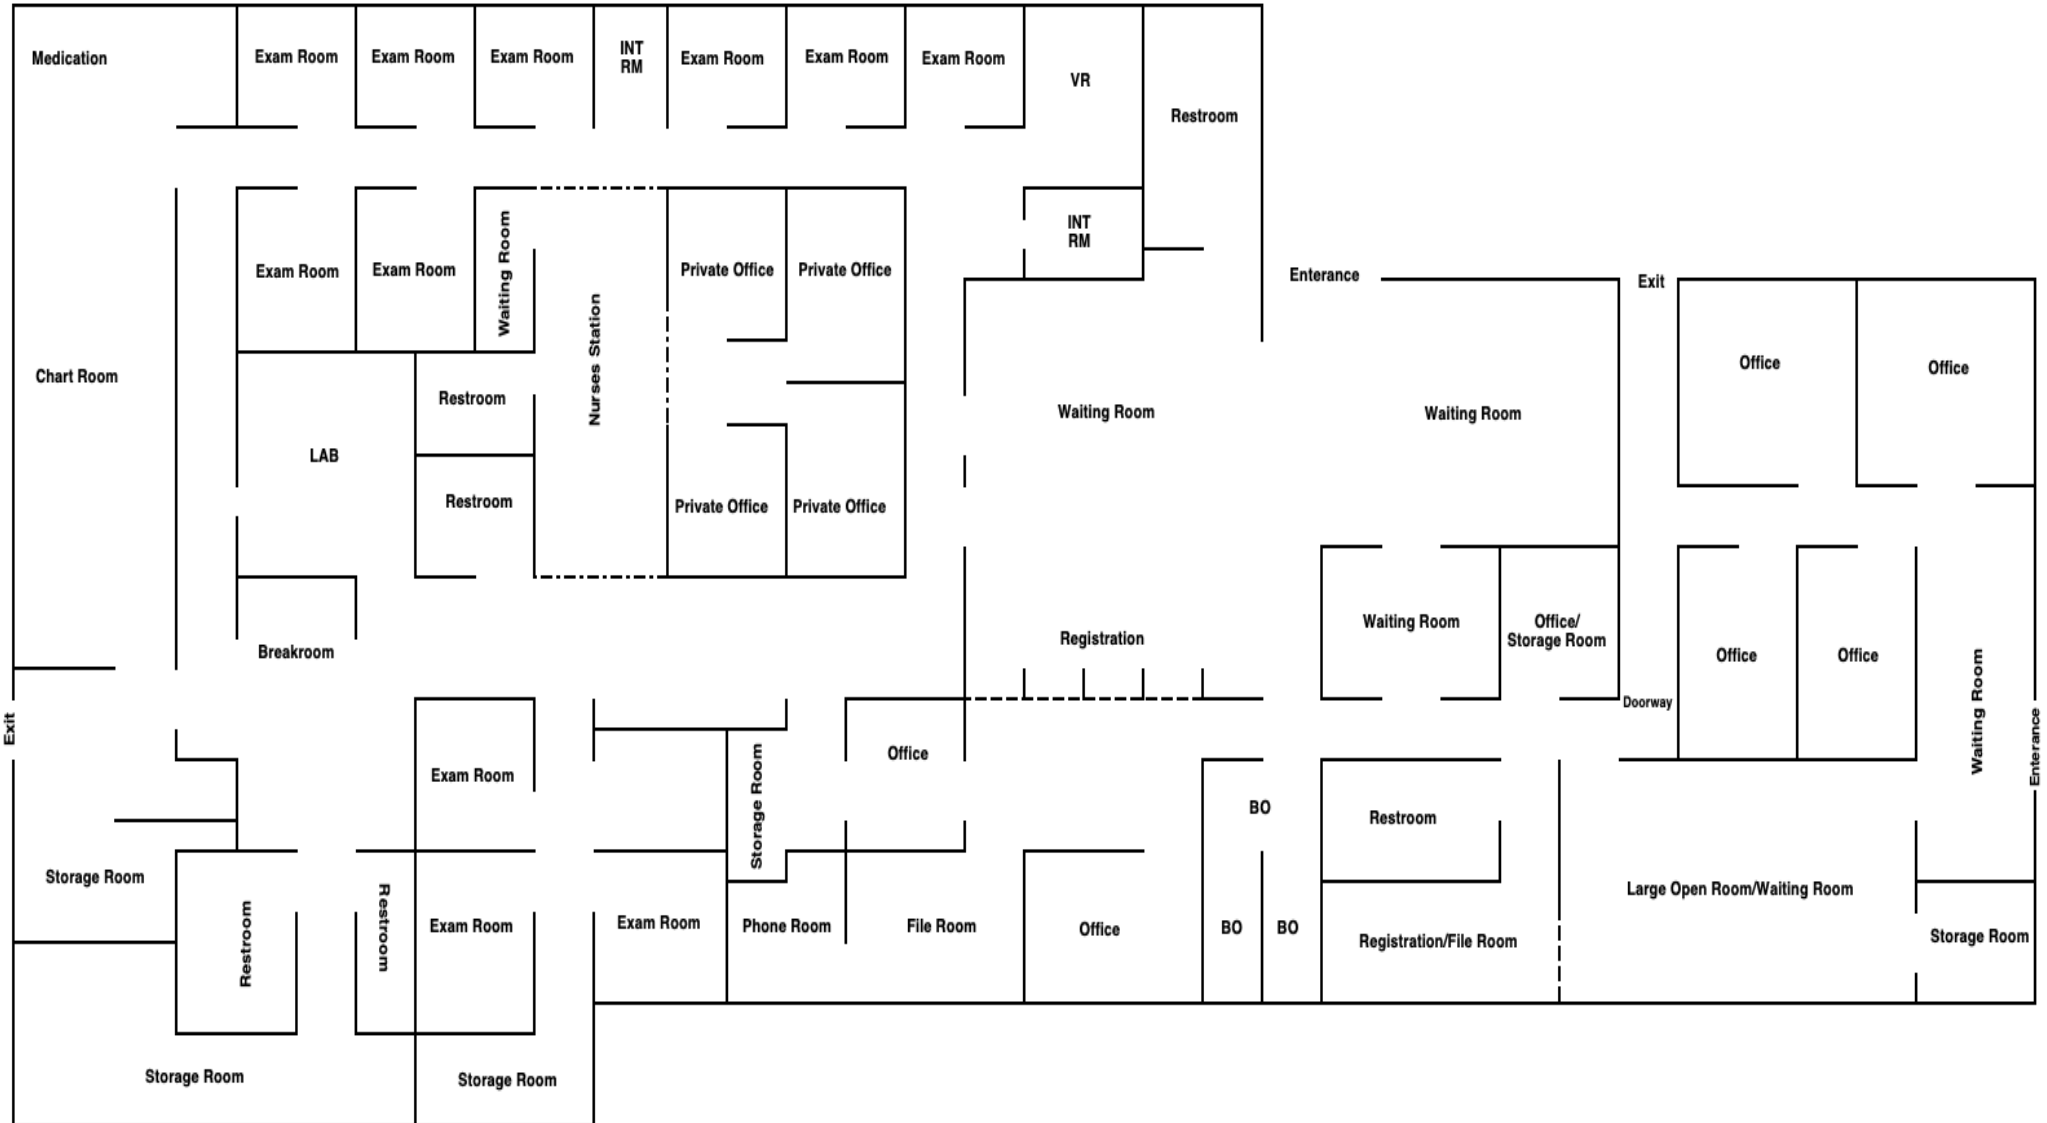 Medication
Exam Room
Exam Room
Exam Room
INT
RM
Exam Room
Exam Room
Exam Room
VR
Restroom
Exam Room
Exam Room
Waiting Room
Nurses Station
Private Office
Private Office
INT
RM
Enterance
Exit
Chart Room
Restroom
Waiting Room
Waiting Room
Office
Office
LAB
Restroom
Private Office
Private Office
Breakroom
Registration
Waiting Room
Office/
Storage Room
Office
Office
Waiting Room
Doorway
Exit
Enterance
Exam Room
Storage Room
Office
BO
Restroom
Storage Room
Restroom
Restroom
Exam Room
Exam Room
Phone Room
File Room
Office
BO
BO
Registration/File Room
Large Open Room/Waiting Room
Storage Room
Storage Room
Storage Room